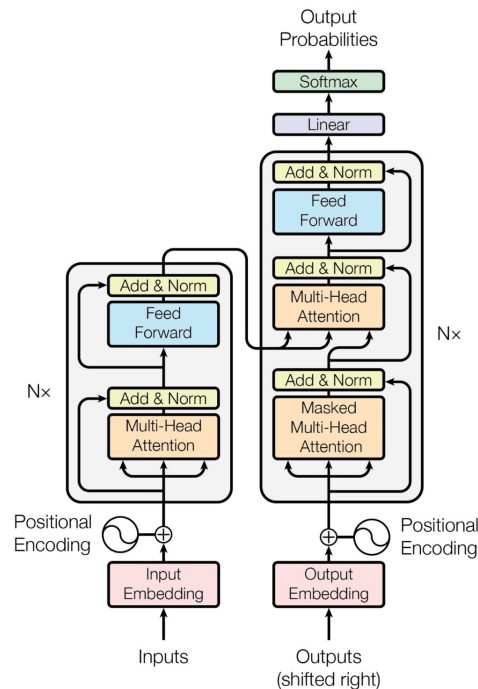 Output
Probabilities
Softmax
Linear
Add & Norm
Feed
Forward
Add & Norm
Multi-Head
Attention
Nx
Add & Norm
Masked
Multi-Head
Attention
Add & Norm
Feed
Forward
Nx
Add & Norm
Multi-Head
Attention
Positional
Encoding
Positional
Encoding
Input
Embedding
Output
Embedding
Inputs
Outputs
(shifted right)